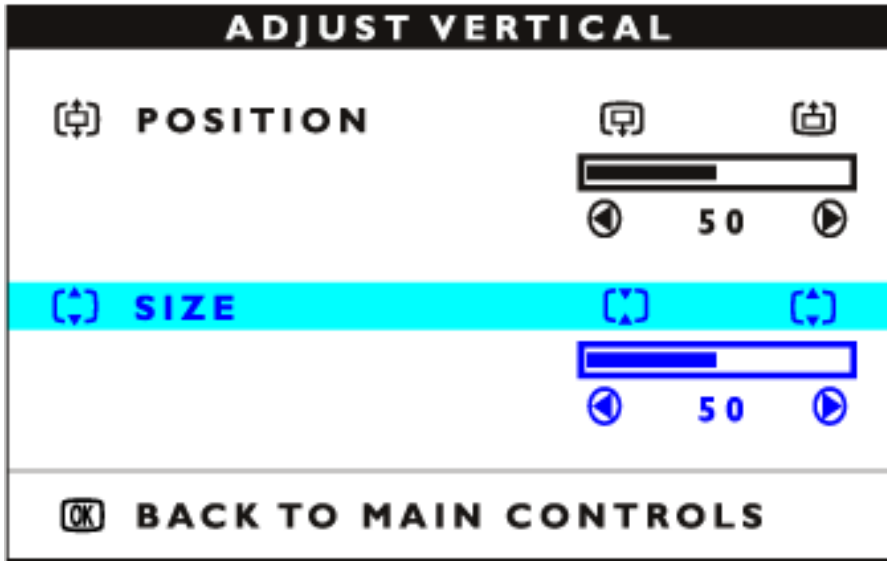 ADJUST VERTICAL
POSITION
50
SIZE
50
OK BACK TO MAIN CONTROLS